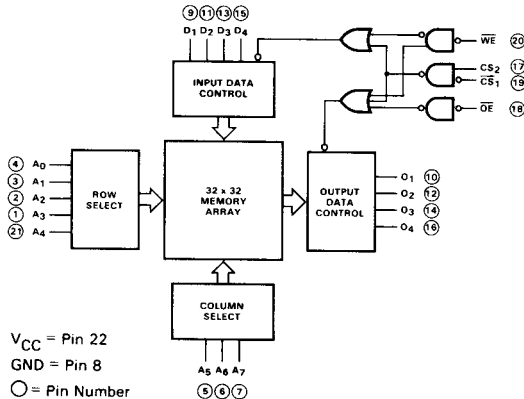 9 11 13 15
D1 D2 D3 D4
WE 20
CS2 17
CS1 19
OE 18
INPUT DATA
CONTROL
4 A0
3 A1
2 A2
1 A3
21 A4
ROW
SELECT
32 x 32
MEMORY
ARRAY
OUTPUT
DATA
CONTROL
O1 10
O2 12
O3 14
O4 16
COLUMN
SELECT
A5 A6 A7
5 6 7
VCC = Pin 22
GND = Pin 8
○ = Pin Number